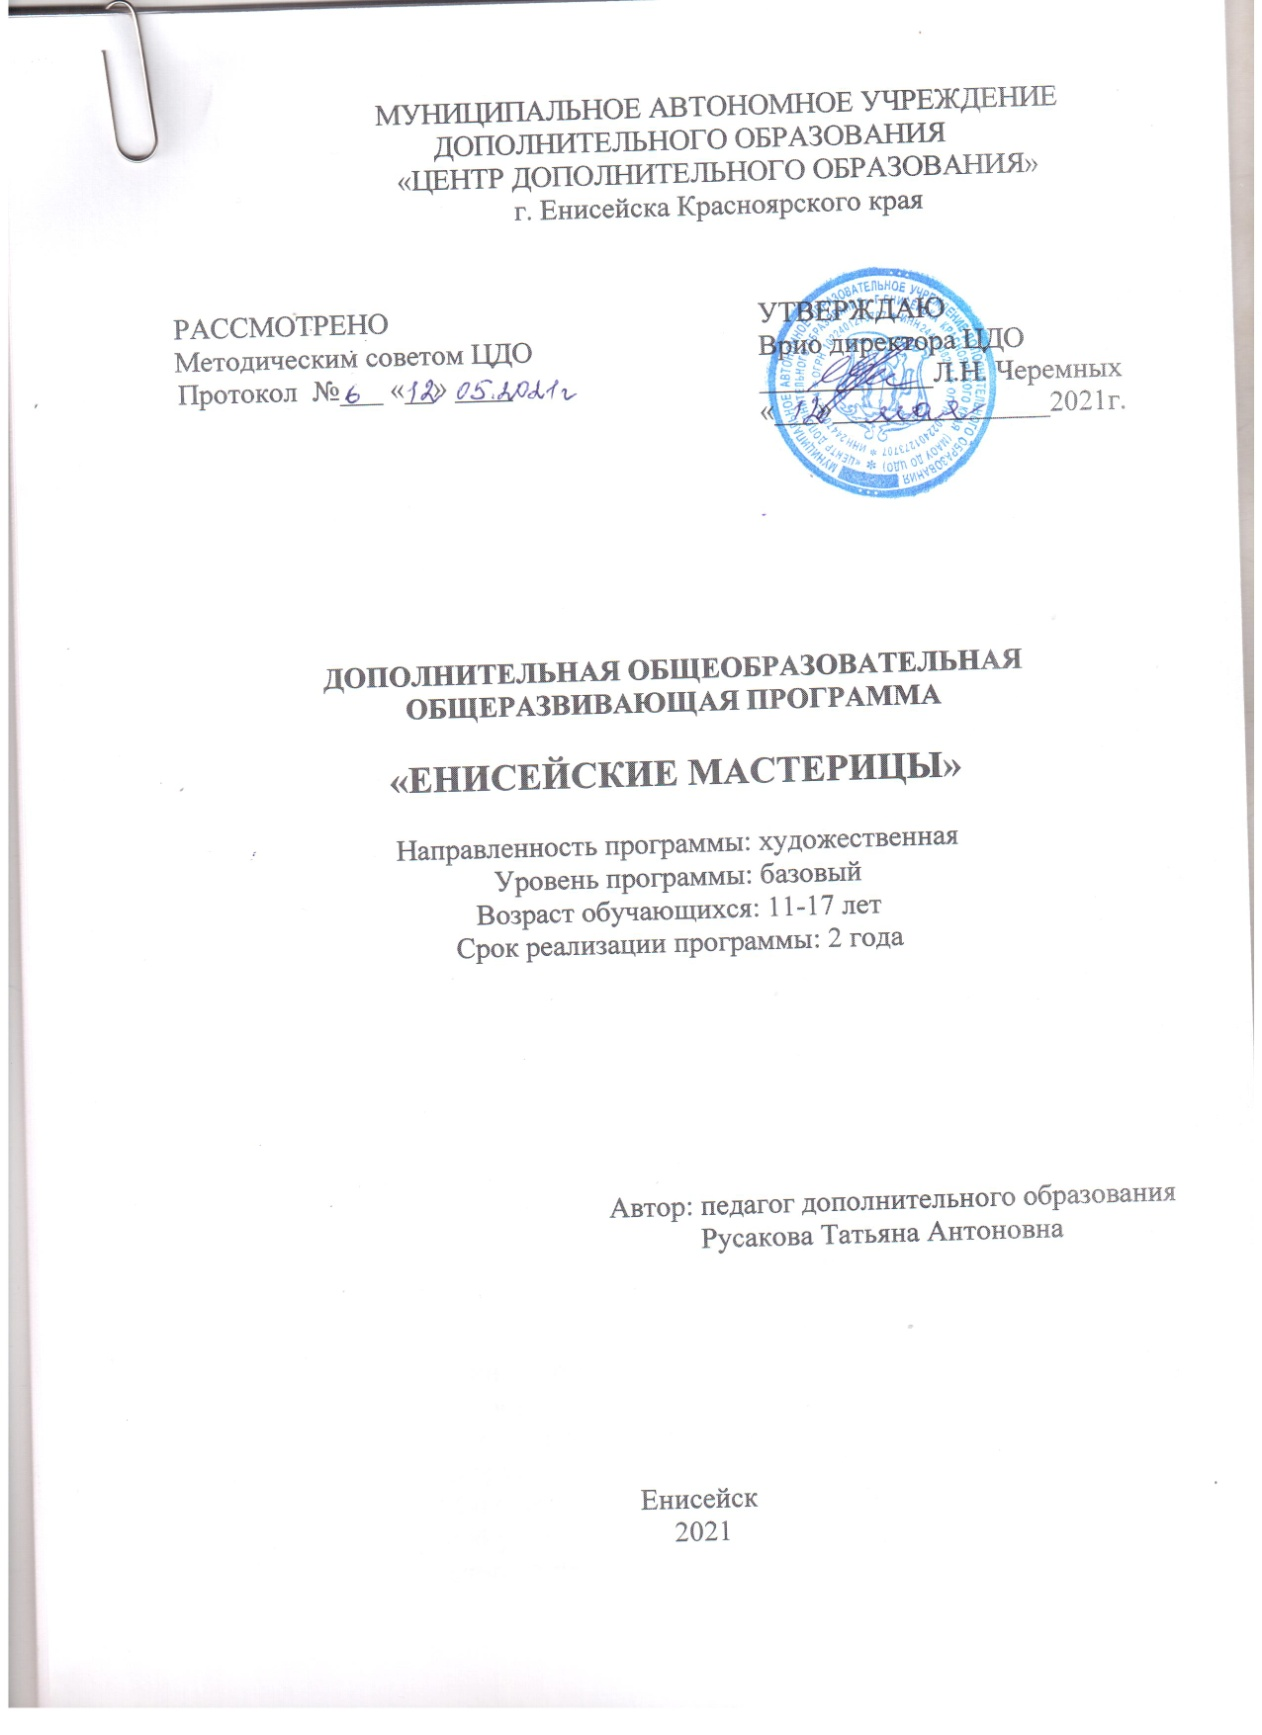 МУНИЦИПАЛЬНОЕ АВТОНОМНОЕ УЧРЕЖДЕНИЕ
ДОПОЛНИТЕЛЬНОГО ОБРАЗОВАНИЯ
«ЦЕНТР ДОПОЛНИТЕЛЬНОГО ОБРАЗОВАНИЯ»
г. Енисейска Красноярского края
РАССМОТРЕНО
Методическим советом ЦДО
Протокол №6 «12» 05.2021г
УТВЕРЖДАЮ
Врио директора ЦДО
Л.Н. Черемных
«12» мая 2021г.
ДОПОЛНИТЕЛЬНАЯ ОБЩЕОБРАЗОВАТЕЛЬНАЯ
ОБЩЕРАЗВИВАЮЩАЯ ПРОГРАММА
«ЕНИСЕЙСКИЕ МАСТЕРИЦЫ»
Направленность программы: художественная
Уровень программы: базовый
Возраст обучающихся: 11-17 лет
Срок реализации программы: 2 года
Автор: педагог дополнительного образования
Русакова Татьяна Антоновна
Енисейск
2021